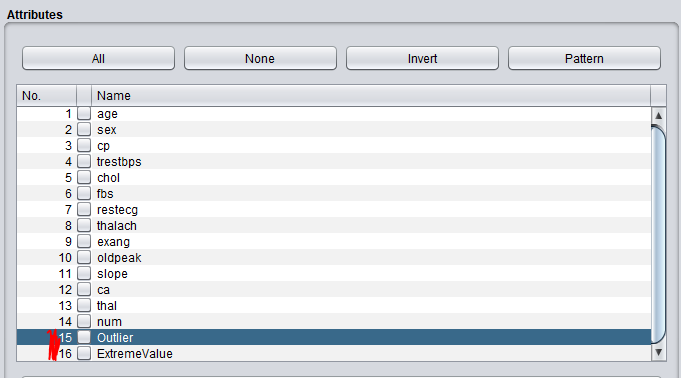 Attributes
All None Invert Pattern
No. Name
1 age
2 sex
3 cp
4 trestbps
5 chol
6 fbs
7 restecg
8 thalach
9 exang
10 oldpeak
11 slope
12 ca
13 thal
14 num
15 Outlier
16 ExtremeValue